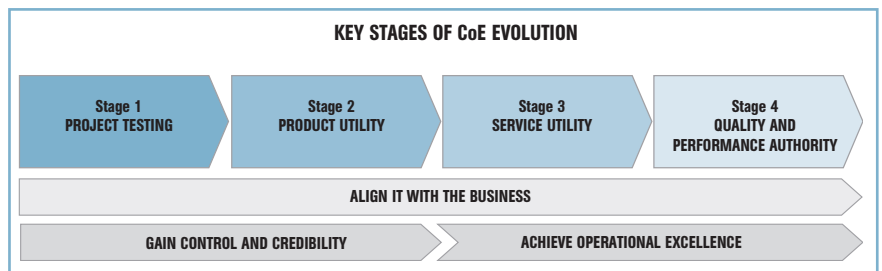 KEY STAGES OF CoE EVOLUTION
Stage 1
PROJECT TESTING
Stage 2
PRODUCT UTILITY
Stage 3
SERVICE UTILITY
Stage 4
QUALITY AND
PERFORMANCE AUTHORITY
ALIGN IT WITH THE BUSINESS
GAIN CONTROL AND CREDIBILITY
ACHIEVE OPERATIONAL EXCELLENCE